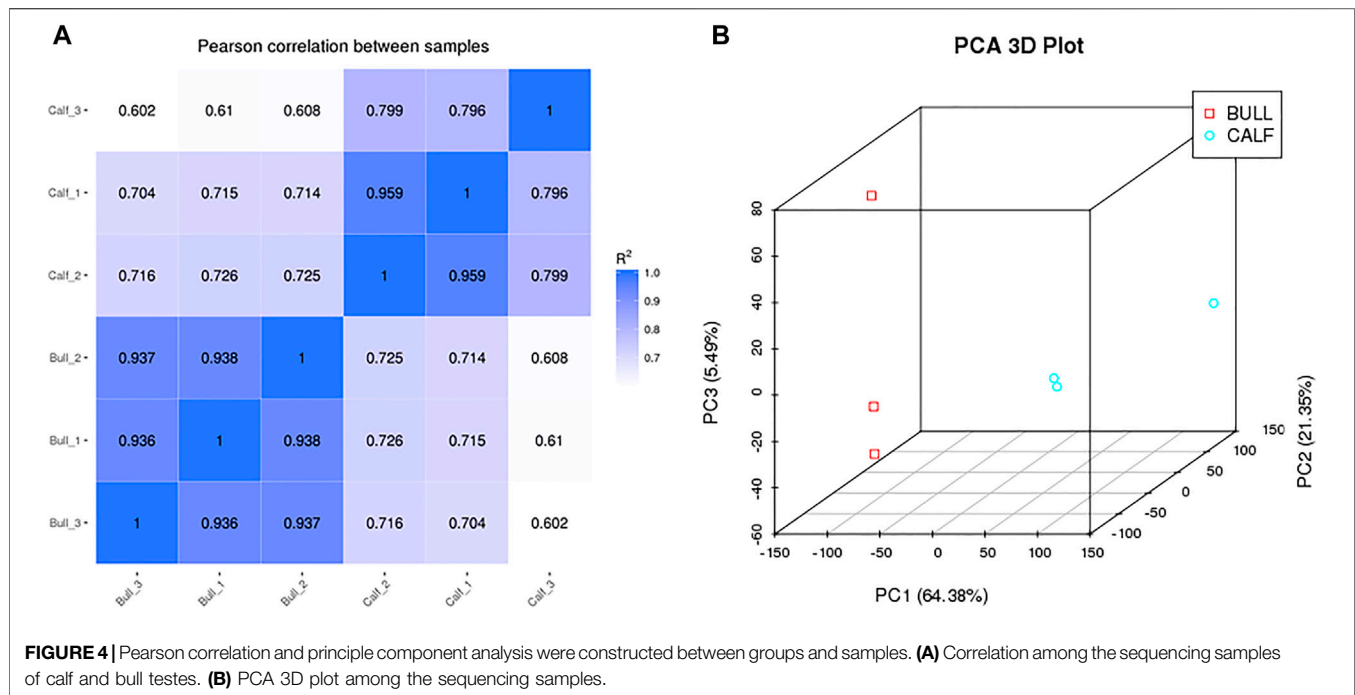 A
Pearson correlation between samples
Calf_3
0.602 0.61 0.608 0.799 0.796 1
Calf_1
0.704 0.715 0.714 0.959 1 0.796
Calf_2
0.716 0.726 0.725 1 0.959 0.799
Bull_2
0.937 0.938 1 0.725 0.714 0.608
Bull_1
0.936 1 0.938 0.726 0.715 0.61
Bull_3
1 0.936 0.937 0.716 0.704 0.602
Bull_3 Bull_1 Bull_2 Calf_2 Calf_1 Calf_3
R²
1.0
0.9
0.8
0.7
B
PCA 3D Plot
BULL
CALF
PC3 (5.49%)
80
60
40
20
0
-20
-40
-60
-150 -100 -50 0 50 100 150
PC1 (64.38%)
150
100
50
0
-50
-100
PC2 (21.35%)
FIGURE 4 | Pearson correlation and principle component analysis were constructed between groups and samples. (A) Correlation among the sequencing samples
of calf and bull testes. (B) PCA 3D plot among the sequencing samples.